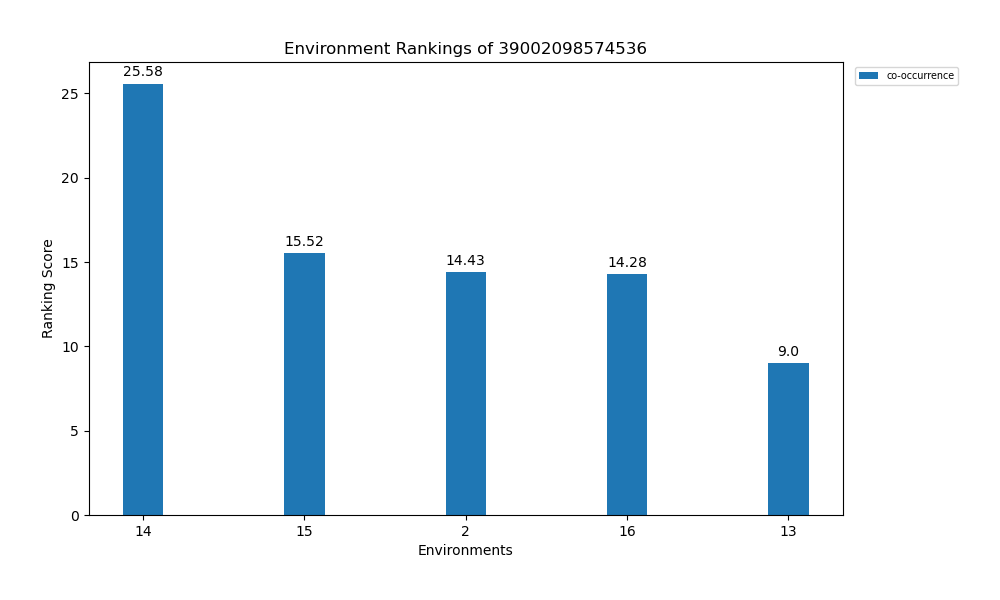 Environment Rankings of 39002098574536
co-occurrence
25.58
15.52
14.43
14.28
9.0
25
20
15
10
5
0
Ranking Score
14 15 2 16 13
Environments